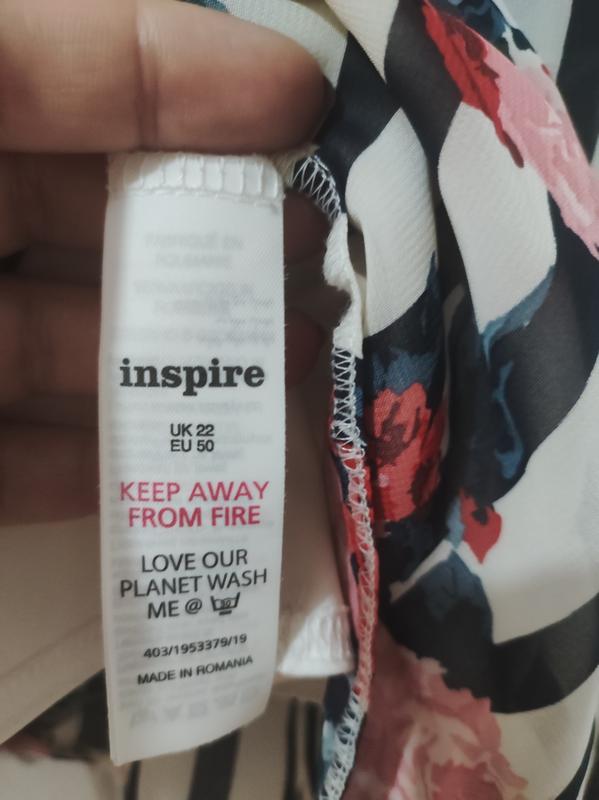 inspire
UK 22
EU 50
KEEP AWAY
FROM FIRE
LOVE OUR
PLANET WASH
ME @ 30
403/1953379/19
MADE IN ROMANIA